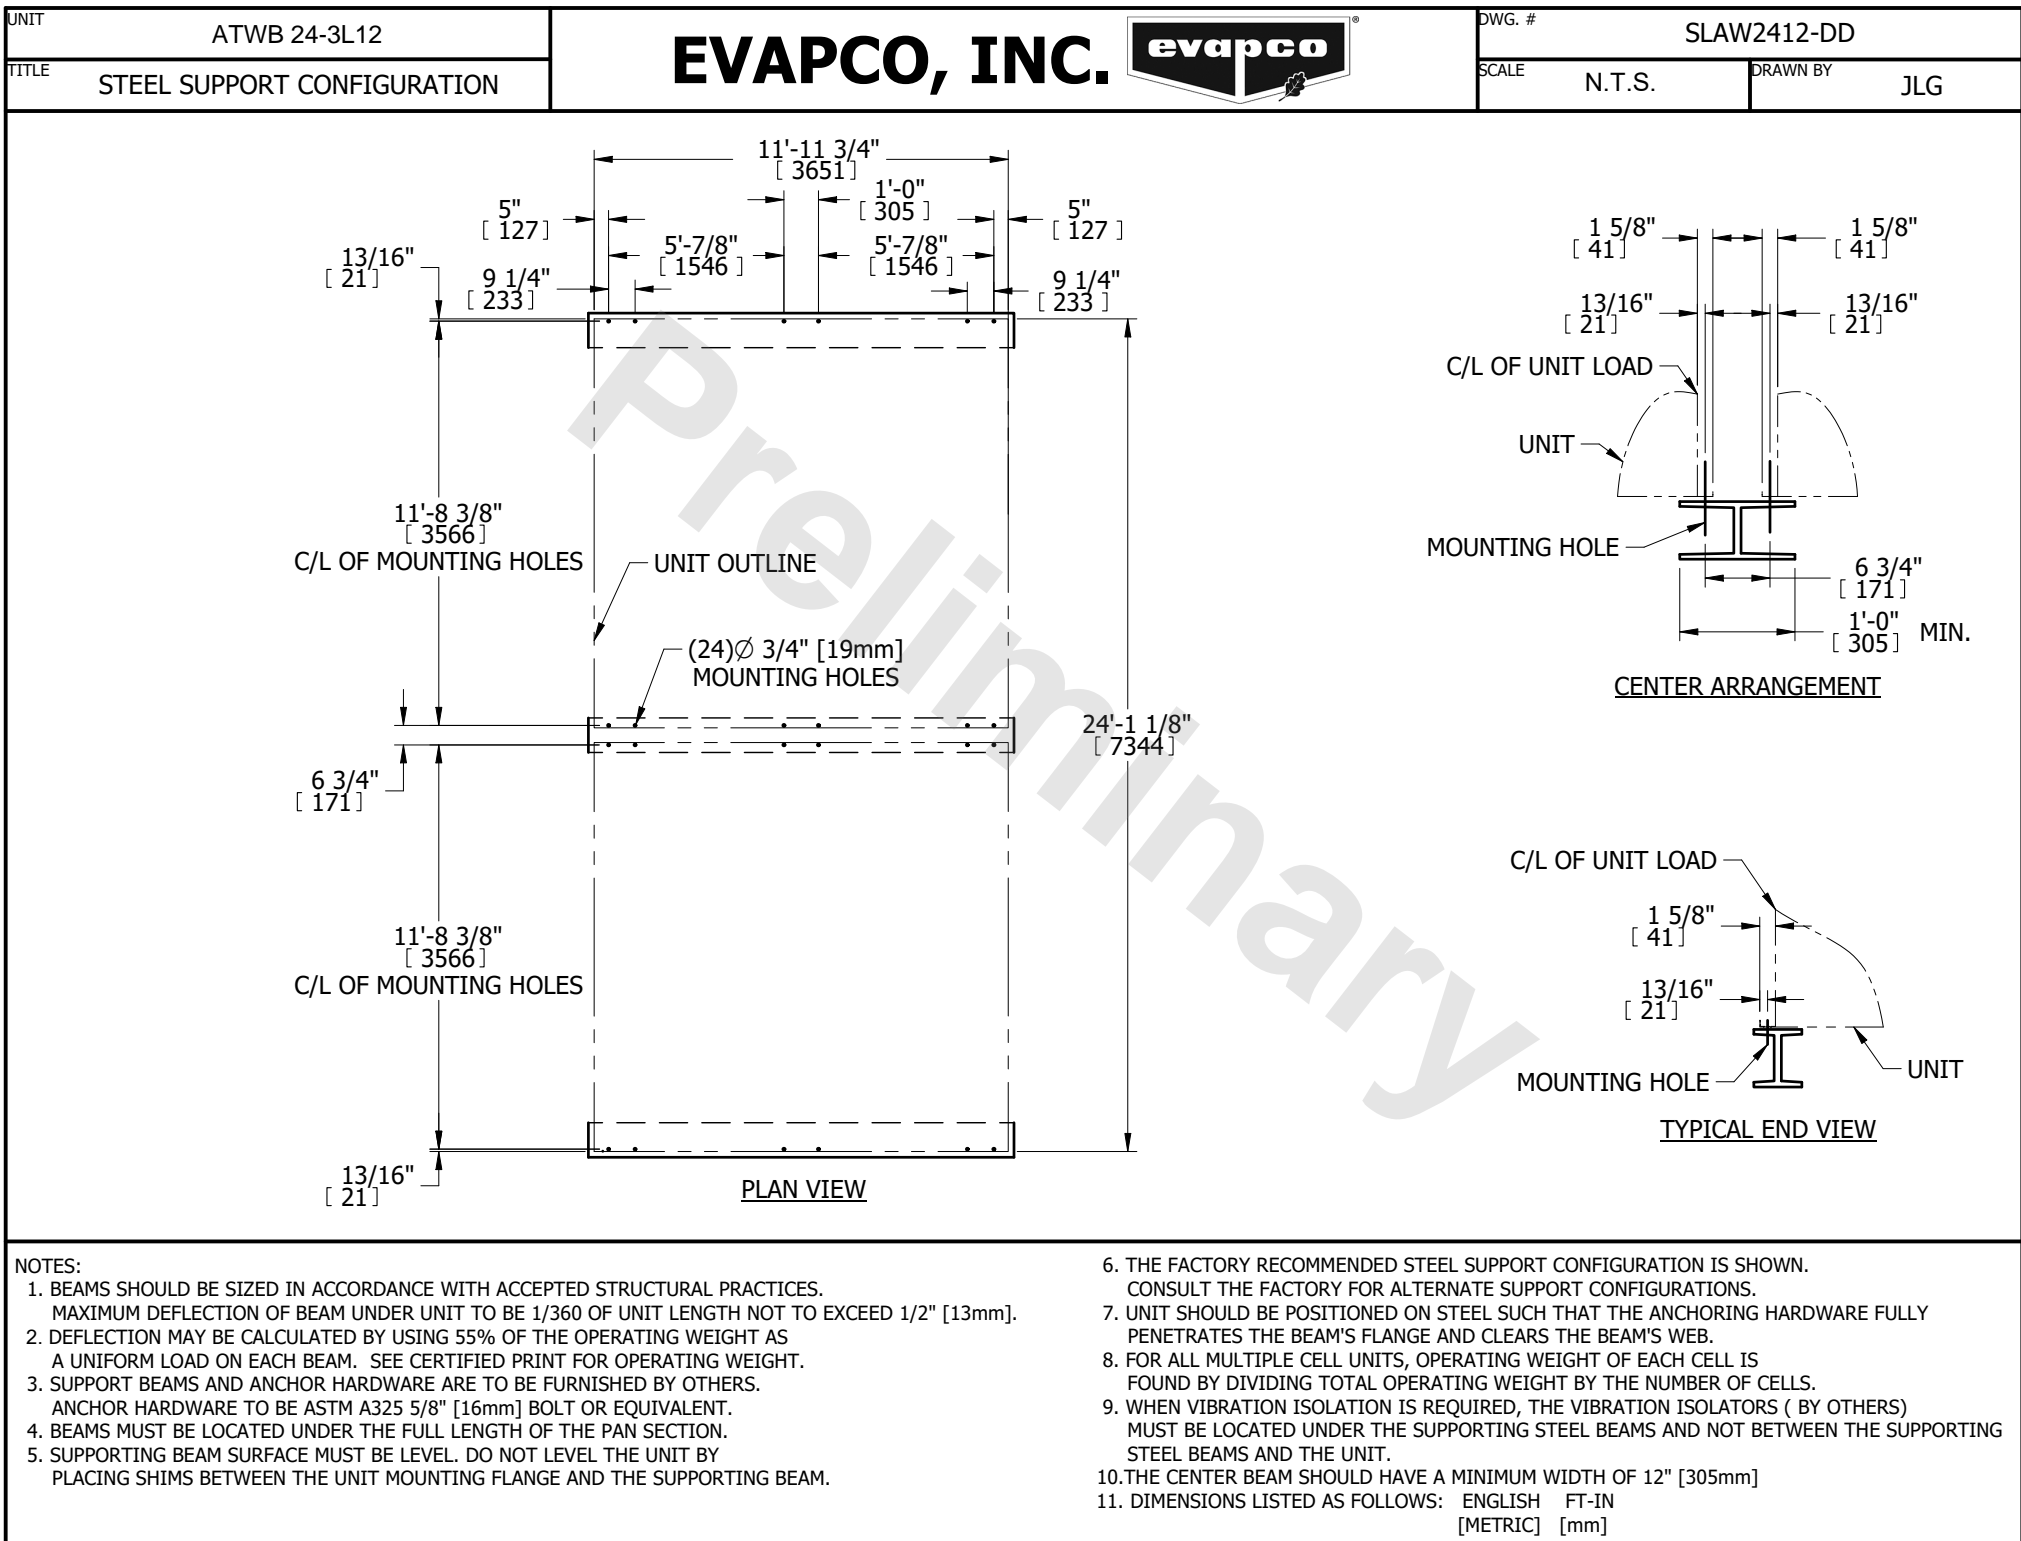 UNIT
ATWB 24-3L12
TITLE
STEEL SUPPORT CONFIGURATION
EVAPCO, INC.
evapco
®
DWG. #
SLAW2412-DD
SCALE
N.T.S.
DRAWN BY
JLG
11'-11 3/4"
[ 3651 ]
1'-0"
[ 305 ]
5"
[ 127 ]
5"
[ 127 ]
5'-7/8"
[ 1546 ]
5'-7/8"
[ 1546 ]
13/16"
[ 21 ]
9 1/4"
[ 233 ]
9 1/4"
[ 233 ]
11'-8 3/8"
[ 3566 ]
C/L OF MOUNTING HOLES
UNIT OUTLINE
(24)∅ 3/4" [19mm]
MOUNTING HOLES
24'-1 1/8"
[ 7344 ]
6 3/4"
[ 171 ]
11'-8 3/8"
[ 3566 ]
C/L OF MOUNTING HOLES
13/16"
[ 21 ]
PLAN VIEW
Preliminary
1 5/8"
[ 41 ]
1 5/8"
[ 41 ]
13/16"
[ 21 ]
13/16"
[ 21 ]
C/L OF UNIT LOAD
UNIT
MOUNTING HOLE
6 3/4"
[ 171 ]
1'-0"
[ 305 ] MIN.
CENTER ARRANGEMENT
C/L OF UNIT LOAD
1 5/8"
[ 41 ]
13/16"
[ 21 ]
MOUNTING HOLE
UNIT
TYPICAL END VIEW
NOTES:
1. BEAMS SHOULD BE SIZED IN ACCORDANCE WITH ACCEPTED STRUCTURAL PRACTICES.
MAXIMUM DEFLECTION OF BEAM UNDER UNIT TO BE 1/360 OF UNIT LENGTH NOT TO EXCEED 1/2" [13mm].
2. DEFLECTION MAY BE CALCULATED BY USING 55% OF THE OPERATING WEIGHT AS
A UNIFORM LOAD ON EACH BEAM. SEE CERTIFIED PRINT FOR OPERATING WEIGHT.
3. SUPPORT BEAMS AND ANCHOR HARDWARE ARE TO BE FURNISHED BY OTHERS.
ANCHOR HARDWARE TO BE ASTM A325 5/8" [16mm] BOLT OR EQUIVALENT.
4. BEAMS MUST BE LOCATED UNDER THE FULL LENGTH OF THE PAN SECTION.
5. SUPPORTING BEAM SURFACE MUST BE LEVEL. DO NOT LEVEL THE UNIT BY
PLACING SHIMS BETWEEN THE UNIT MOUNTING FLANGE AND THE SUPPORTING BEAM.
6. THE FACTORY RECOMMENDED STEEL SUPPORT CONFIGURATION IS SHOWN.
CONSULT THE FACTORY FOR ALTERNATE SUPPORT CONFIGURATIONS.
7. UNIT SHOULD BE POSITIONED ON STEEL SUCH THAT THE ANCHORING HARDWARE FULLY
PENETRATES THE BEAM'S FLANGE AND CLEARS THE BEAM'S WEB.
8. FOR ALL MULTIPLE CELL UNITS, OPERATING WEIGHT OF EACH CELL IS
FOUND BY DIVIDING TOTAL OPERATING WEIGHT BY THE NUMBER OF CELLS.
9. WHEN VIBRATION ISOLATION IS REQUIRED, THE VIBRATION ISOLATORS ( BY OTHERS)
MUST BE LOCATED UNDER THE SUPPORTING STEEL BEAMS AND NOT BETWEEN THE SUPPORTING
STEEL BEAMS AND THE UNIT.
10.THE CENTER BEAM SHOULD HAVE A MINIMUM WIDTH OF 12" [305mm]
11. DIMENSIONS LISTED AS FOLLOWS: ENGLISH FT-IN
[METRIC] [mm]